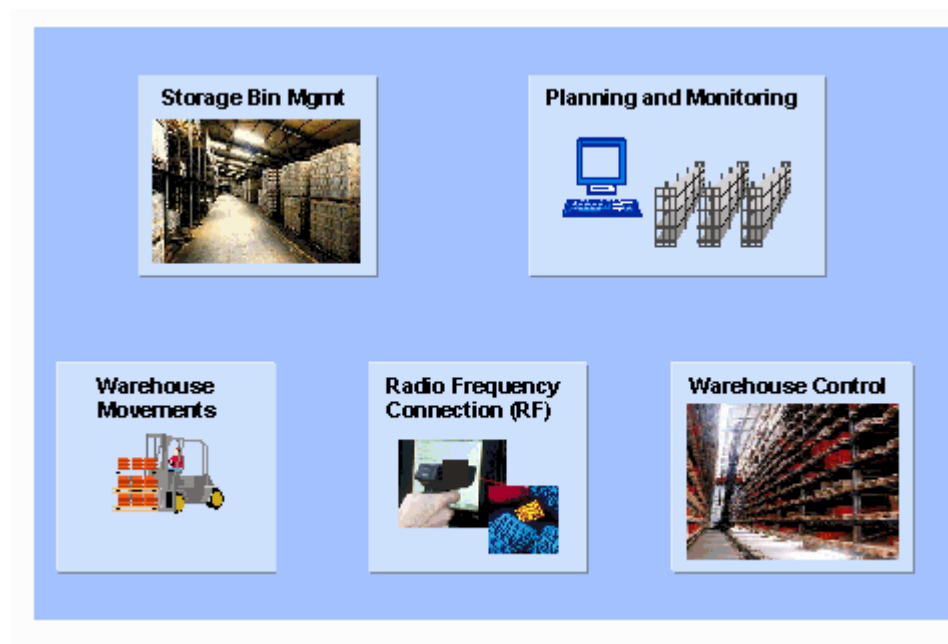 Storage Bin Mgmt
Planning and Monitoring
Warehouse
Movements
Radio Frequency
Connection (RF)
Warehouse Control